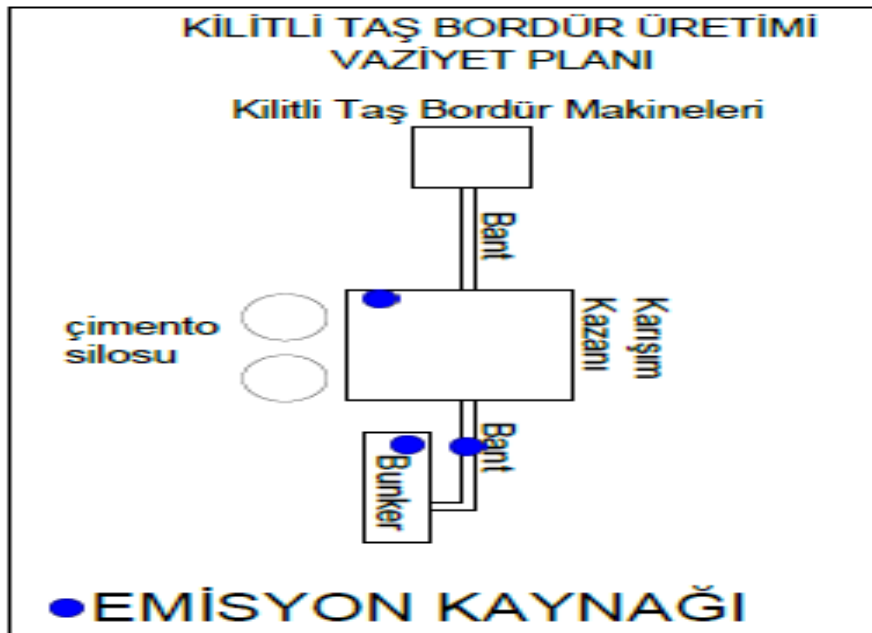 KİLİTLİ TAŞ BORDÜR ÜRETİMİ
VAZİYET PLANI
Kilitli Taş Bordür Makineleri
Bant
çimento
silosu
Karışım
Kazanı
Bant
Bunker
EMİSYON KAYNAĞI